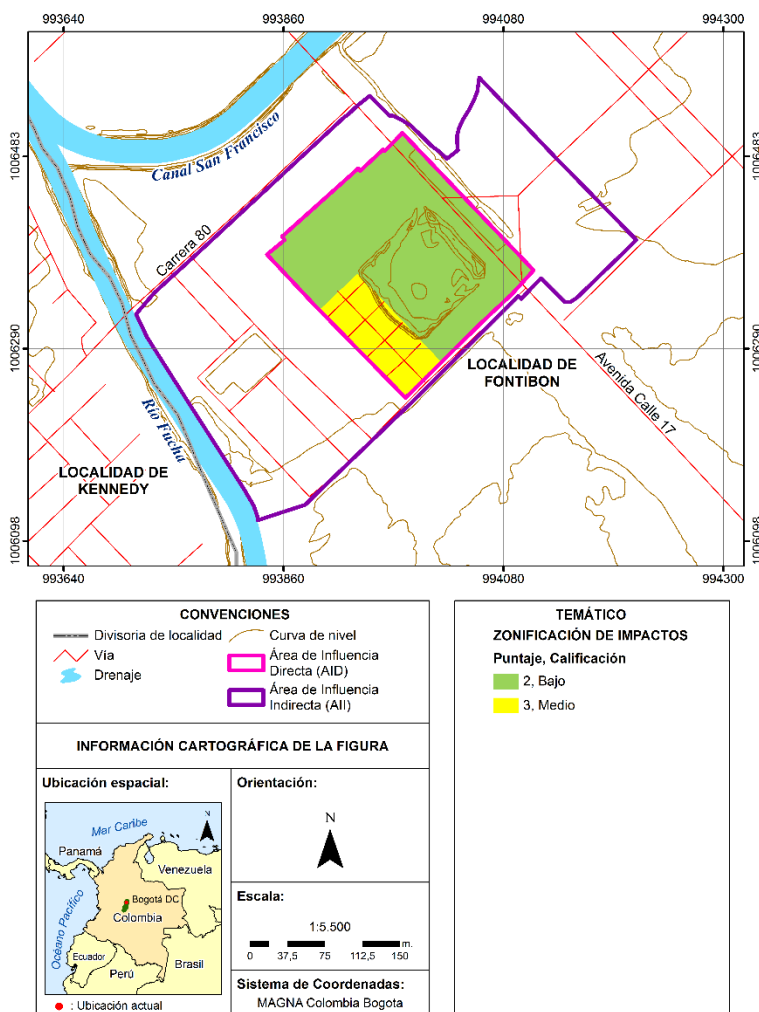 993640
993860
994080
994300
1006483
1006483
Canal San Francisco
Carrera 80
1006290
1006290
LOCALIDAD DE
FONTIBON
Avenida Calle 17
Río Fucha
LOCALIDAD DE
KENNEDY
1006098
1006098
993640
993860
994080
994300
CONVENCIONES
Divisoria de localidad
Vía
Drenaje
Curva de nivel
Área de Influencia
Directa (AID)
Área de Influencia
Indirecta (AII)
TEMÁTICO
ZONIFICACIÓN DE IMPACTOS
Puntaje, Calificación
2, Bajo
3, Medio
INFORMACIÓN CARTOGRÁFICA DE LA FIGURA
Ubicación espacial:
N
Mar Caribe
Panamá
Venezuela
Océano Pacífico
Bogotá DC
Colombia
Ecuador
Perú
Brasil
: Ubicación actual
Orientación:
N
Escala:
1:5.500
0 37,5 75 112,5 150 m.
Sistema de Coordenadas:
MAGNA Colombia Bogota